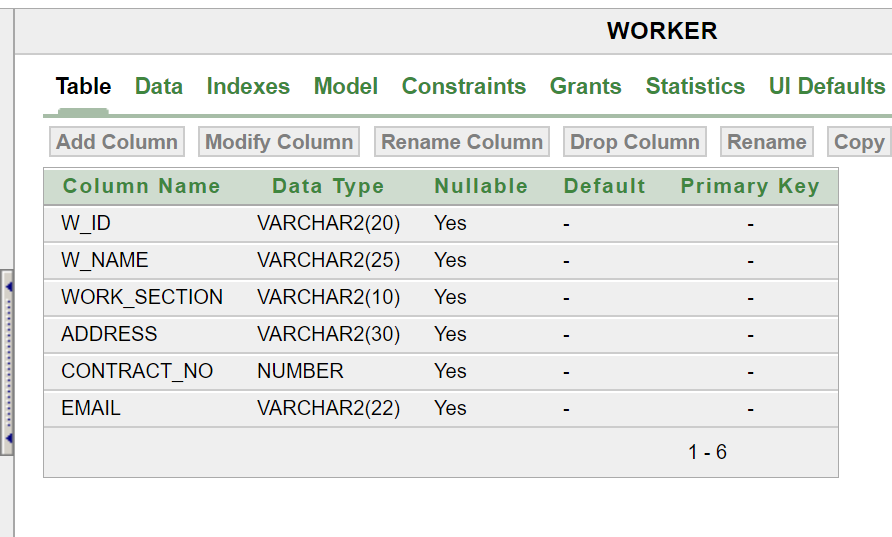 WORKER
Table Data Indexes Model Constraints Grants Statistics UI Defaults
Add Column Modify Column Rename Column Drop Column Rename Copy
Column Name Data Type Nullable Default Primary Key
W_ID VARCHAR2(20) Yes - -
W_NAME VARCHAR2(25) Yes - -
WORK_SECTION VARCHAR2(10) Yes - -
ADDRESS VARCHAR2(30) Yes - -
CONTRACT_NO NUMBER Yes - -
EMAIL VARCHAR2(22) Yes - -
1 - 6